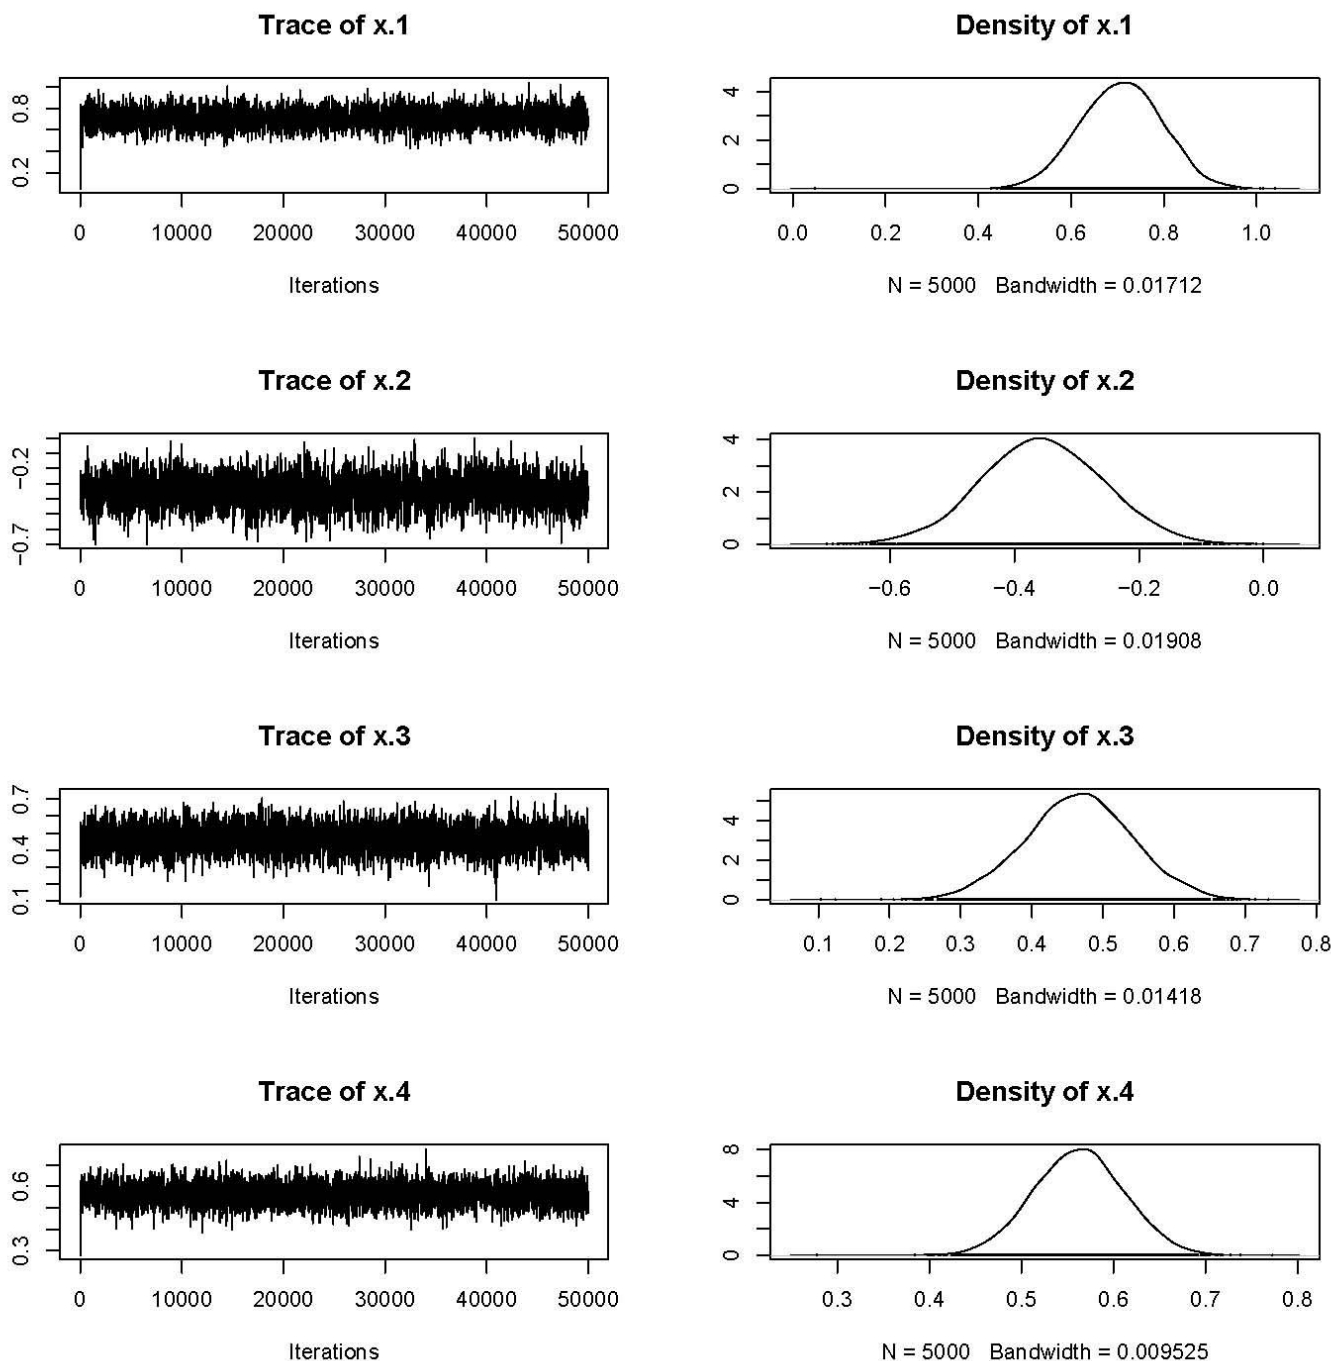 Trace of x.1
0.8
0.2
0 10000 20000 30000 40000 50000
Iterations
Density of x.1
4
2
0
0.0 0.2 0.4 0.6 0.8 1.0
N = 5000 Bandwidth = 0.01712
Trace of x.2
−0.2
−0.7
0 10000 20000 30000 40000 50000
Iterations
Density of x.2
4
2
0
−0.6 −0.4 −0.2 0.0
N = 5000 Bandwidth = 0.01908
Trace of x.3
0.7
0.4
0.1
0 10000 20000 30000 40000 50000
Iterations
Density of x.3
4
2
0
0.1 0.2 0.3 0.4 0.5 0.6 0.7 0.8
N = 5000 Bandwidth = 0.01418
Trace of x.4
0.6
0.3
0 10000 20000 30000 40000 50000
Iterations
Density of x.4
8
4
0
0.3 0.4 0.5 0.6 0.7 0.8
N = 5000 Bandwidth = 0.009525